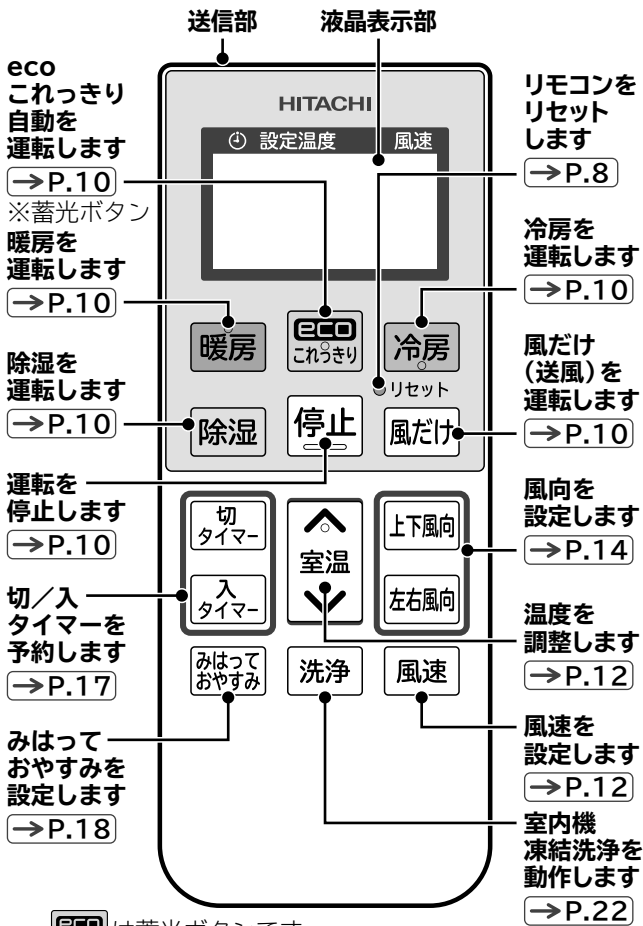 送信部
液晶表示部
eco
これっきり
自動を
運転します
→P.10
※蓄光ボタン
暖房を
運転します
→P.10
除湿を
運転します
→P.10
運転を
停止します
→P.10
切／入
タイマーを
予約します
→P.17
みはって
おやすみを
設定します
→P.18
HITACHI
設定温度 風速
暖房
eco
これっきり
冷房
リセット
除湿
停止
風だけ
切
タイマー
室温
上下風向
入
タイマー
左右風向
みはって
おやすみ
洗浄
風速
リモコンを
リセット
します
→P.8
冷房を
運転します
→P.10
風だけ
（送風）を
運転します
→P.10
風向を
設定します
→P.14
温度を
調整します
→P.12
風速を
設定します
→P.12
室内機
凍結洗浄を
動作します
→P.22
eco は蓄光ボタンです